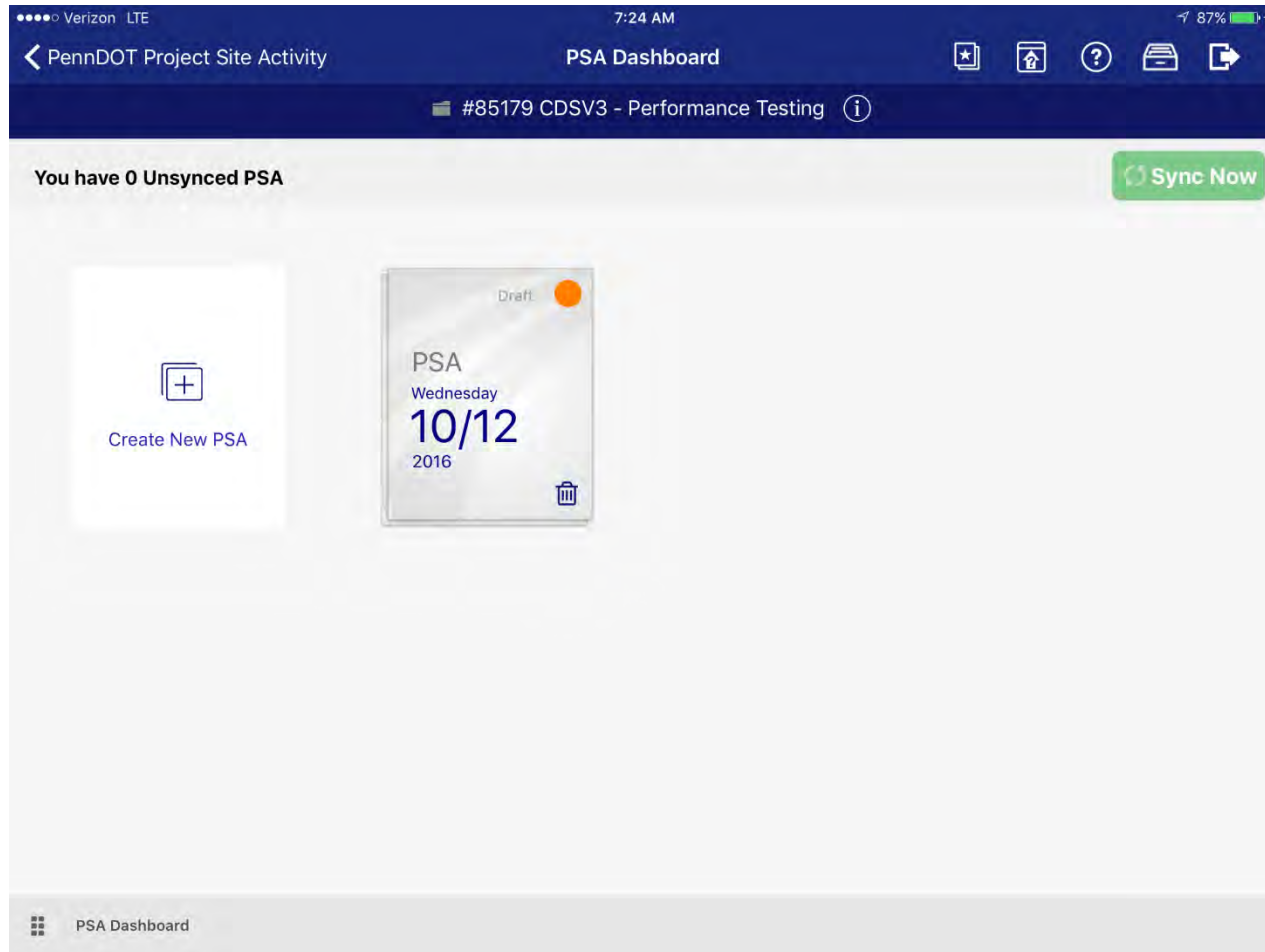 Verizon LTE 7:24 AM 87%
PennDOT Project Site Activity PSA Dashboard
#85179 CDSV3 - Performance Testing
You have 0 Unsynced PSA Sync Now
Create New PSA
Draft
PSA
Wednesday
10/12
2016
PSA Dashboard